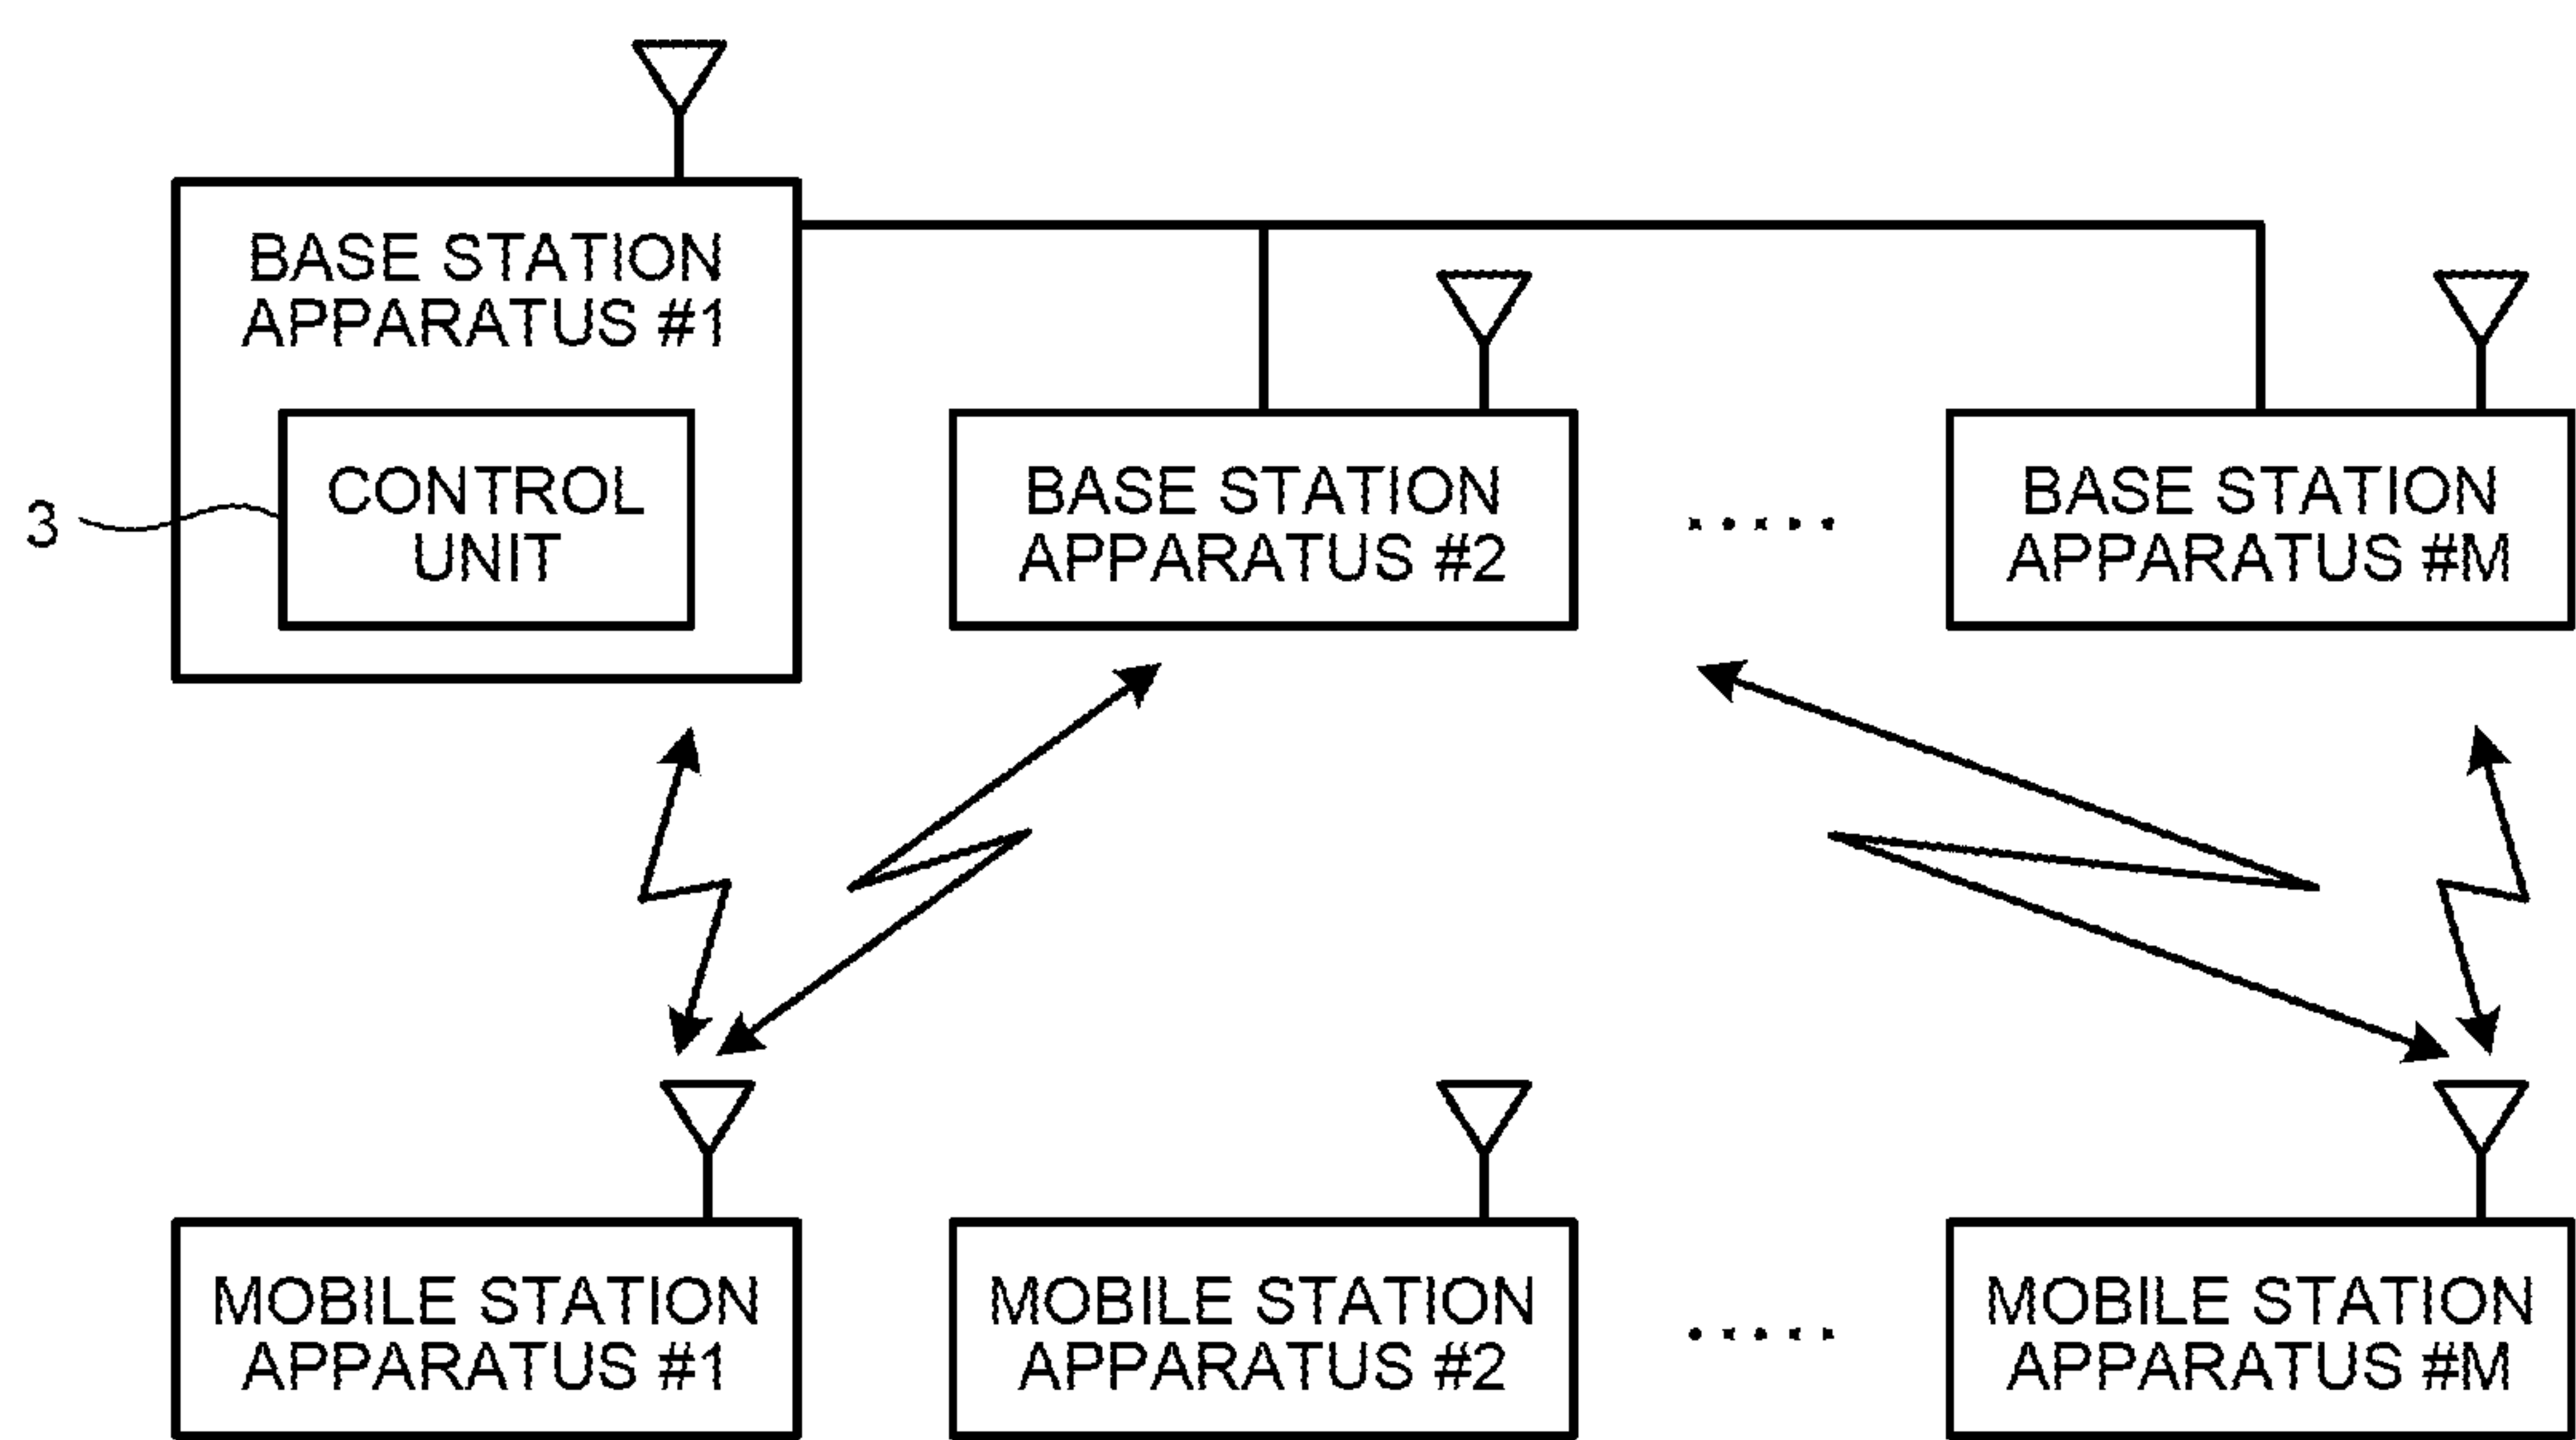 BASE STATION
APPARATUS #1
3
CONTROL
UNIT
BASE STATION
APPARATUS #2
.....
BASE STATION
APPARATUS #M
MOBILE STATION
APPARATUS #1
MOBILE STATION
APPARATUS #2
.....
MOBILE STATION
APPARATUS #M